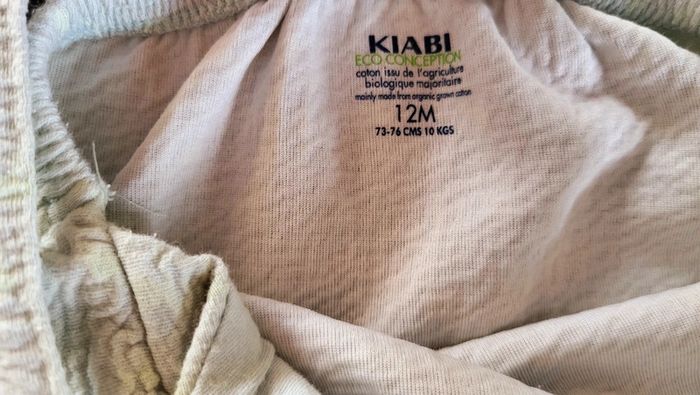 KIABI
ECO CONCEPTION
coton issu de l'agriculture
biologique majoritaire
mainly made from organic grown cotton
12M
73-76 CMS 10 KGS